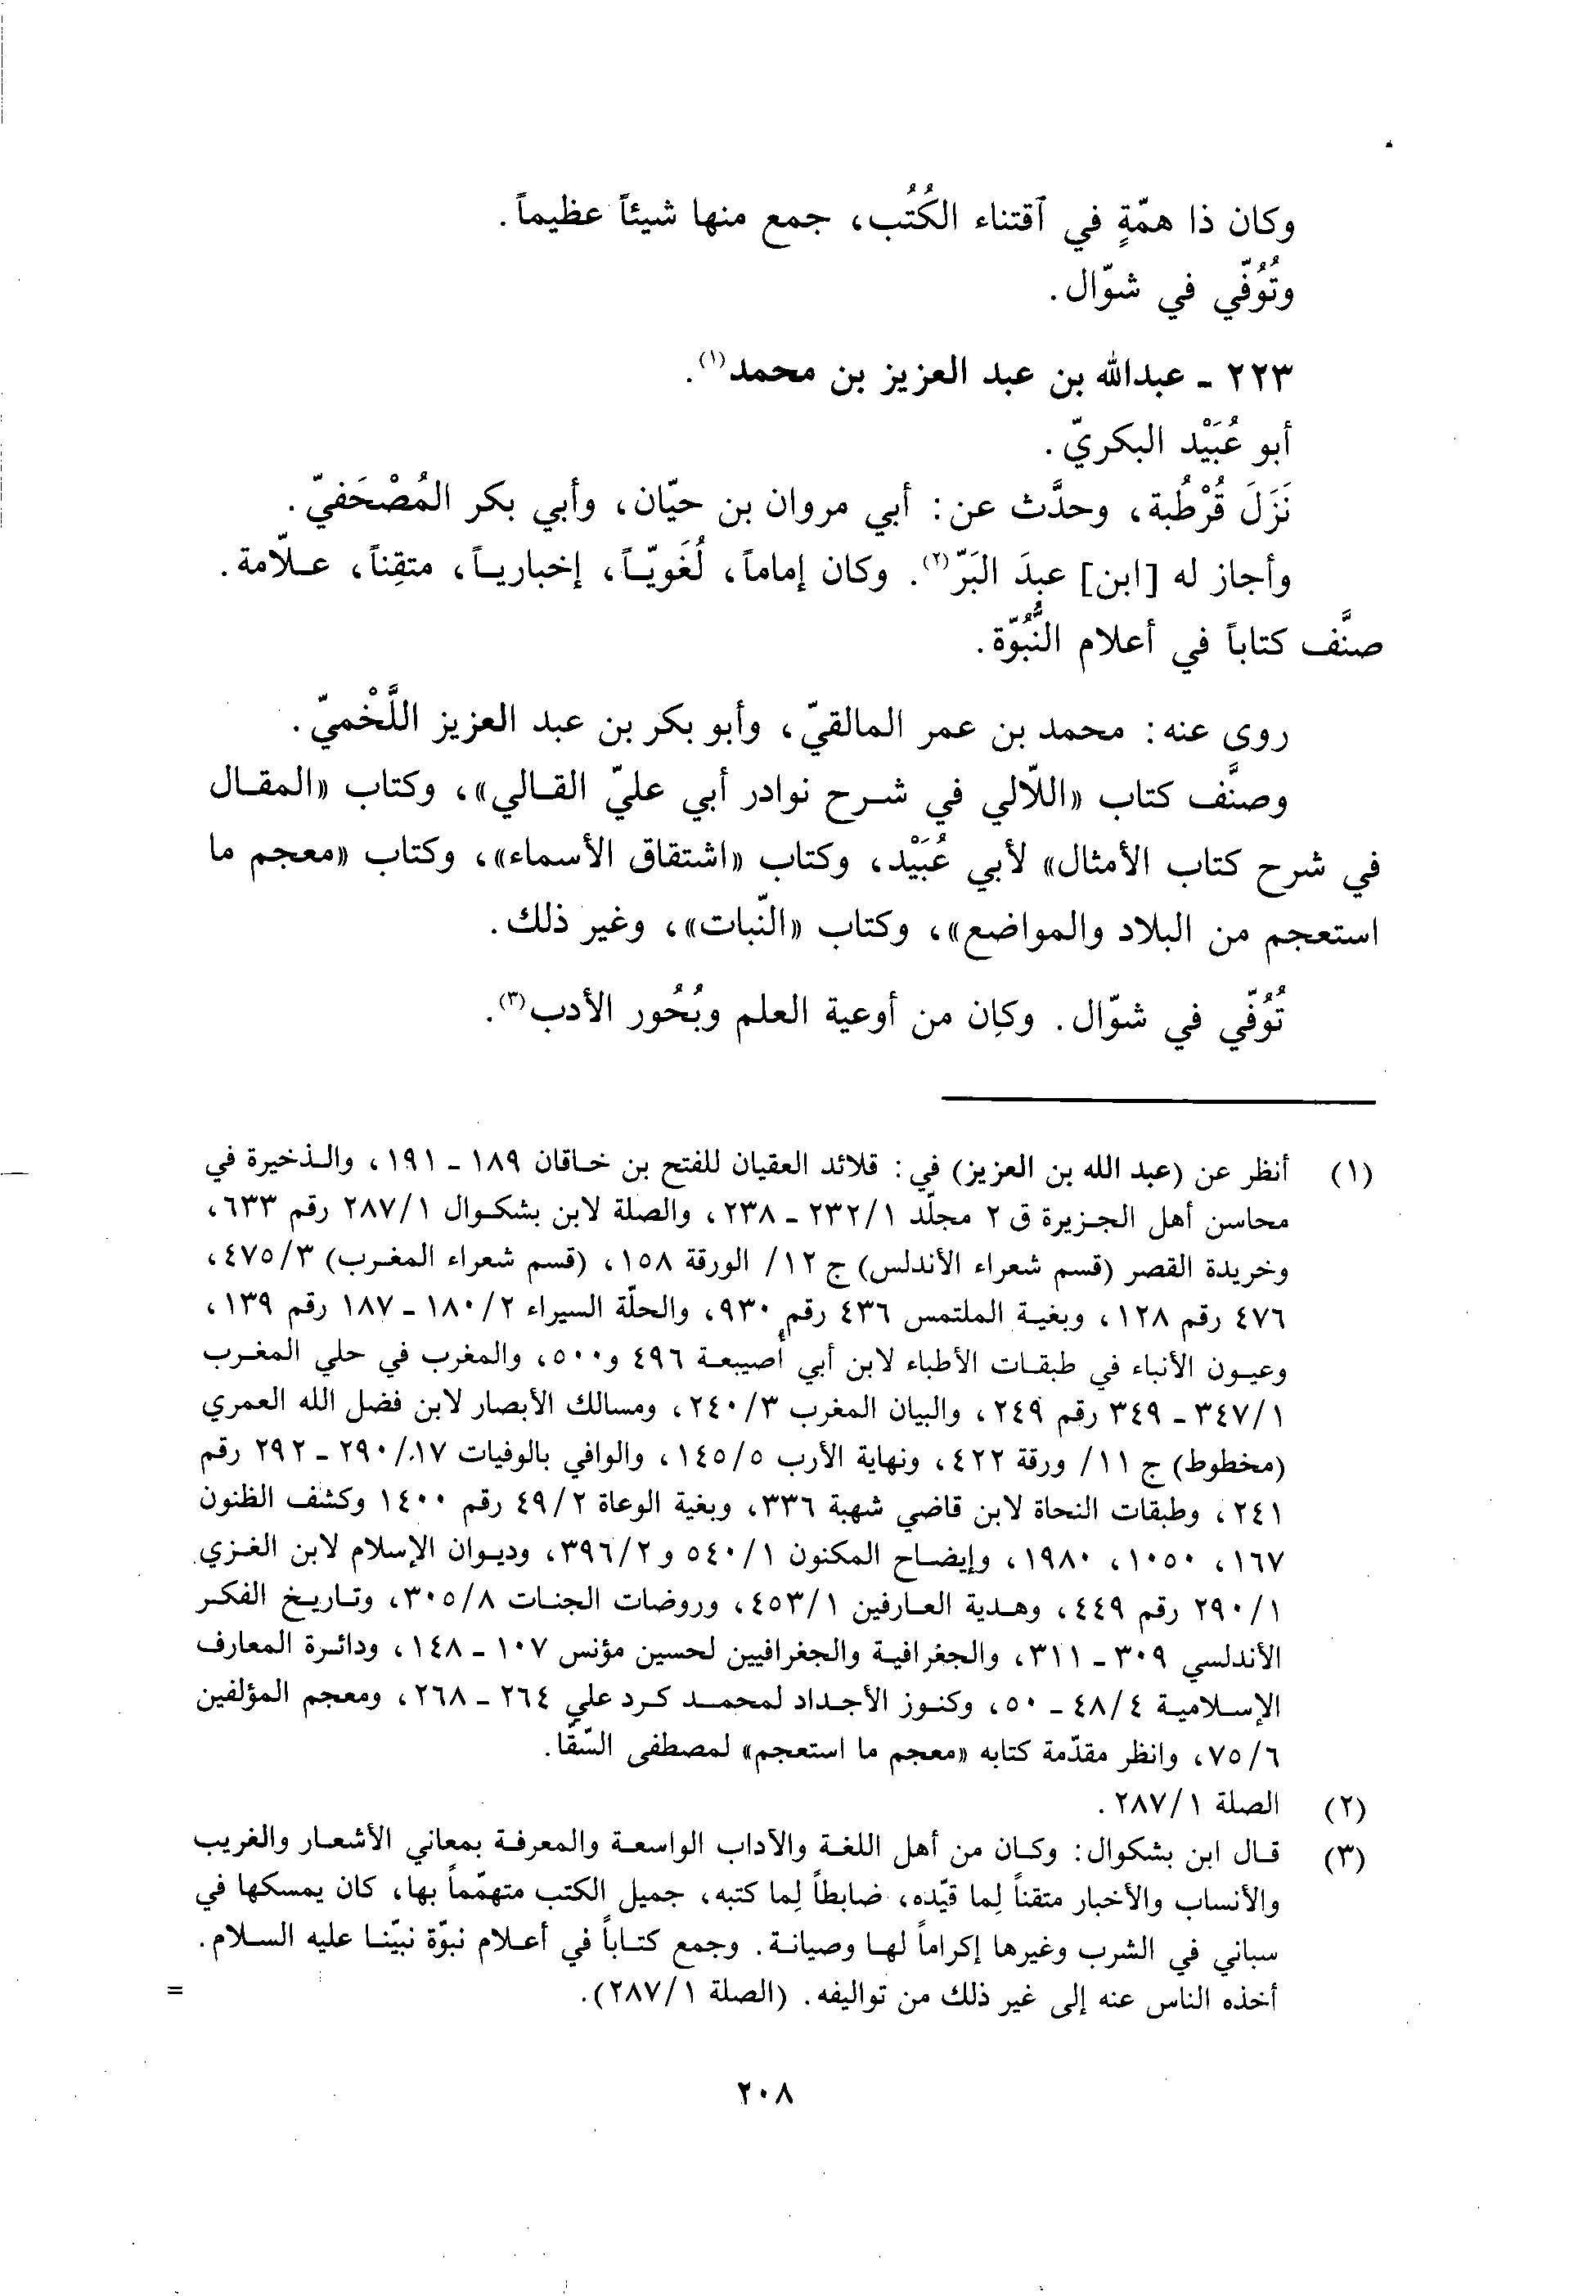 وكان ذا همّةٍ في آقتناء الكُتُب، جمع منها شيئاً عظيماً.
وتُوُفّي في شوّال.
٢٢٣ - عبدالله بن عبد العزيز بن محمد(١).
أبو عُبَيْد البكريّ.
نَزَلَ قُرْطُبة، وحدَّث عن: أبي مروان بن حيّان، وأبي بكر المُصْحَفيّ.
وأجاز له [ابن] عبدَ البَرّ(٢). وكان إماماً، لُغَويّـاً، إخباريـاً، متقِناً، علّامة.
صنَّف كتاباً في أعلام النُّبُوّة.
روى عنه: محمد بن عمر المالقيّ، وأبو بكر بن عبد العزيز اللَّخْميّ.
وصنَّف كتاب «اللّالي في شرح نوادر أبي عليّ القالي»، وكتاب «المقال
في شرح كتاب الأمثال» لأبي عُبَيْد، وكتاب «اشتقاق الأسماء»، وكتاب «معجم ما
استعجم من البلاد والمواضع»، وكتاب «النّبات»، وغير ذلك.
تُوُفّي في شوّال. وكان من أوعية العلم وبُحُور الأدب(٣).
(١) أنظر عن (عبد الله بن العزيز) في: قلائد العقيان للفتح بن خاقان ١٨٩ - ١٩١، والذخيرة في
محاسن أهل الجزيرة ق ٢ مجلّد ١/ ٢٣٢ - ٢٣٨، والصلة لابن بشكوال ١/ ٢٨٧ رقم ٦٣٣،
وخريدة القصر (قسم شعراء الأندلس) ج ١٢/ الورقة ١٥٨، (قسم شعراء المغرب) ٣/ ٤٧٥،
٤٧٦ رقم ١٢٨، وبغية الملتمس ٤٣٦ رقم ٩٣٠، والحلّة السيراء ٢/ ١٨٠ - ١٨٧ رقم ١٣٩،
وعيون الأنباء في طبقات الأطباء لابن أبي أصيبعة ٤٩٦ و٥٠٠، والمغرب في حلي المغرب
١/ ٣٤٧ - ٣٤٩ رقم ٢٤٩، والبيان المغرب ٣/ ٢٤٠، ومسالك الأبصار لابن فضل الله العمري
(مخطوط) ج ١١/ ورقة ٤٢٢، ونهاية الأرب ٥/ ١٤٥، والوافي بالوفيات ١٧/ ٢٩٠ - ٢٩٢ رقم
٢٤١، وطبقات النحاة لابن قاضي شهبة ٣٣٦، وبغية الوعاة ٢/ ٤٩ رقم ١٤٠٠ وكشف الظنون
١٦٧، ١٠٥٠، ١٩٨٠، وإيضاح المكنون ١/ ٥٤٠ و ٢/ ٣٩٦، وديوان الإسلام لابن الغزي
١/ ٢٩٠ رقم ٤٤٩، وهدية العارفين ١/ ٤٥٣، وروضات الجنات ٨/ ٣٠٥، وتاريخ الفكر
الأندلسي ٣٠٩ - ٣١١، والجغرافية والجغرافيين لحسين مؤنس ١٠٧ - ١٤٨، ودائرة المعارف
الإسلامية ٤/ ٤٨ - ٥٠، وكنوز الأجداد لمحمد كرد علي ٢٦٤ - ٢٦٨، ومعجم المؤلفين
٦/ ٧٥، وانظر مقدّمة كتابه «معجم ما استعجم» لمصطفى السّقّا.
(٢) الصلة ١/ ٢٨٧.
(٣) قال ابن بشكوال: وكان من أهل اللغة والآداب الواسعة والمعرفة بمعاني الأشعار والغريب
والأنساب والأخبار متقناً لِما قيّده، ضابطاً لِما كتبه، جميل الكتب متهمّماً بها، كان يمسكها في
سباني في الشرب وغيرها إكراماً لها وصيانة. وجمع كتاباً في أعلام نبوّة نبيّنا عليه السلام.
أخذه الناس عنه إلى غير ذلك من تواليفه. (الصلة ١/ ٢٨٧). =
٢٠٨